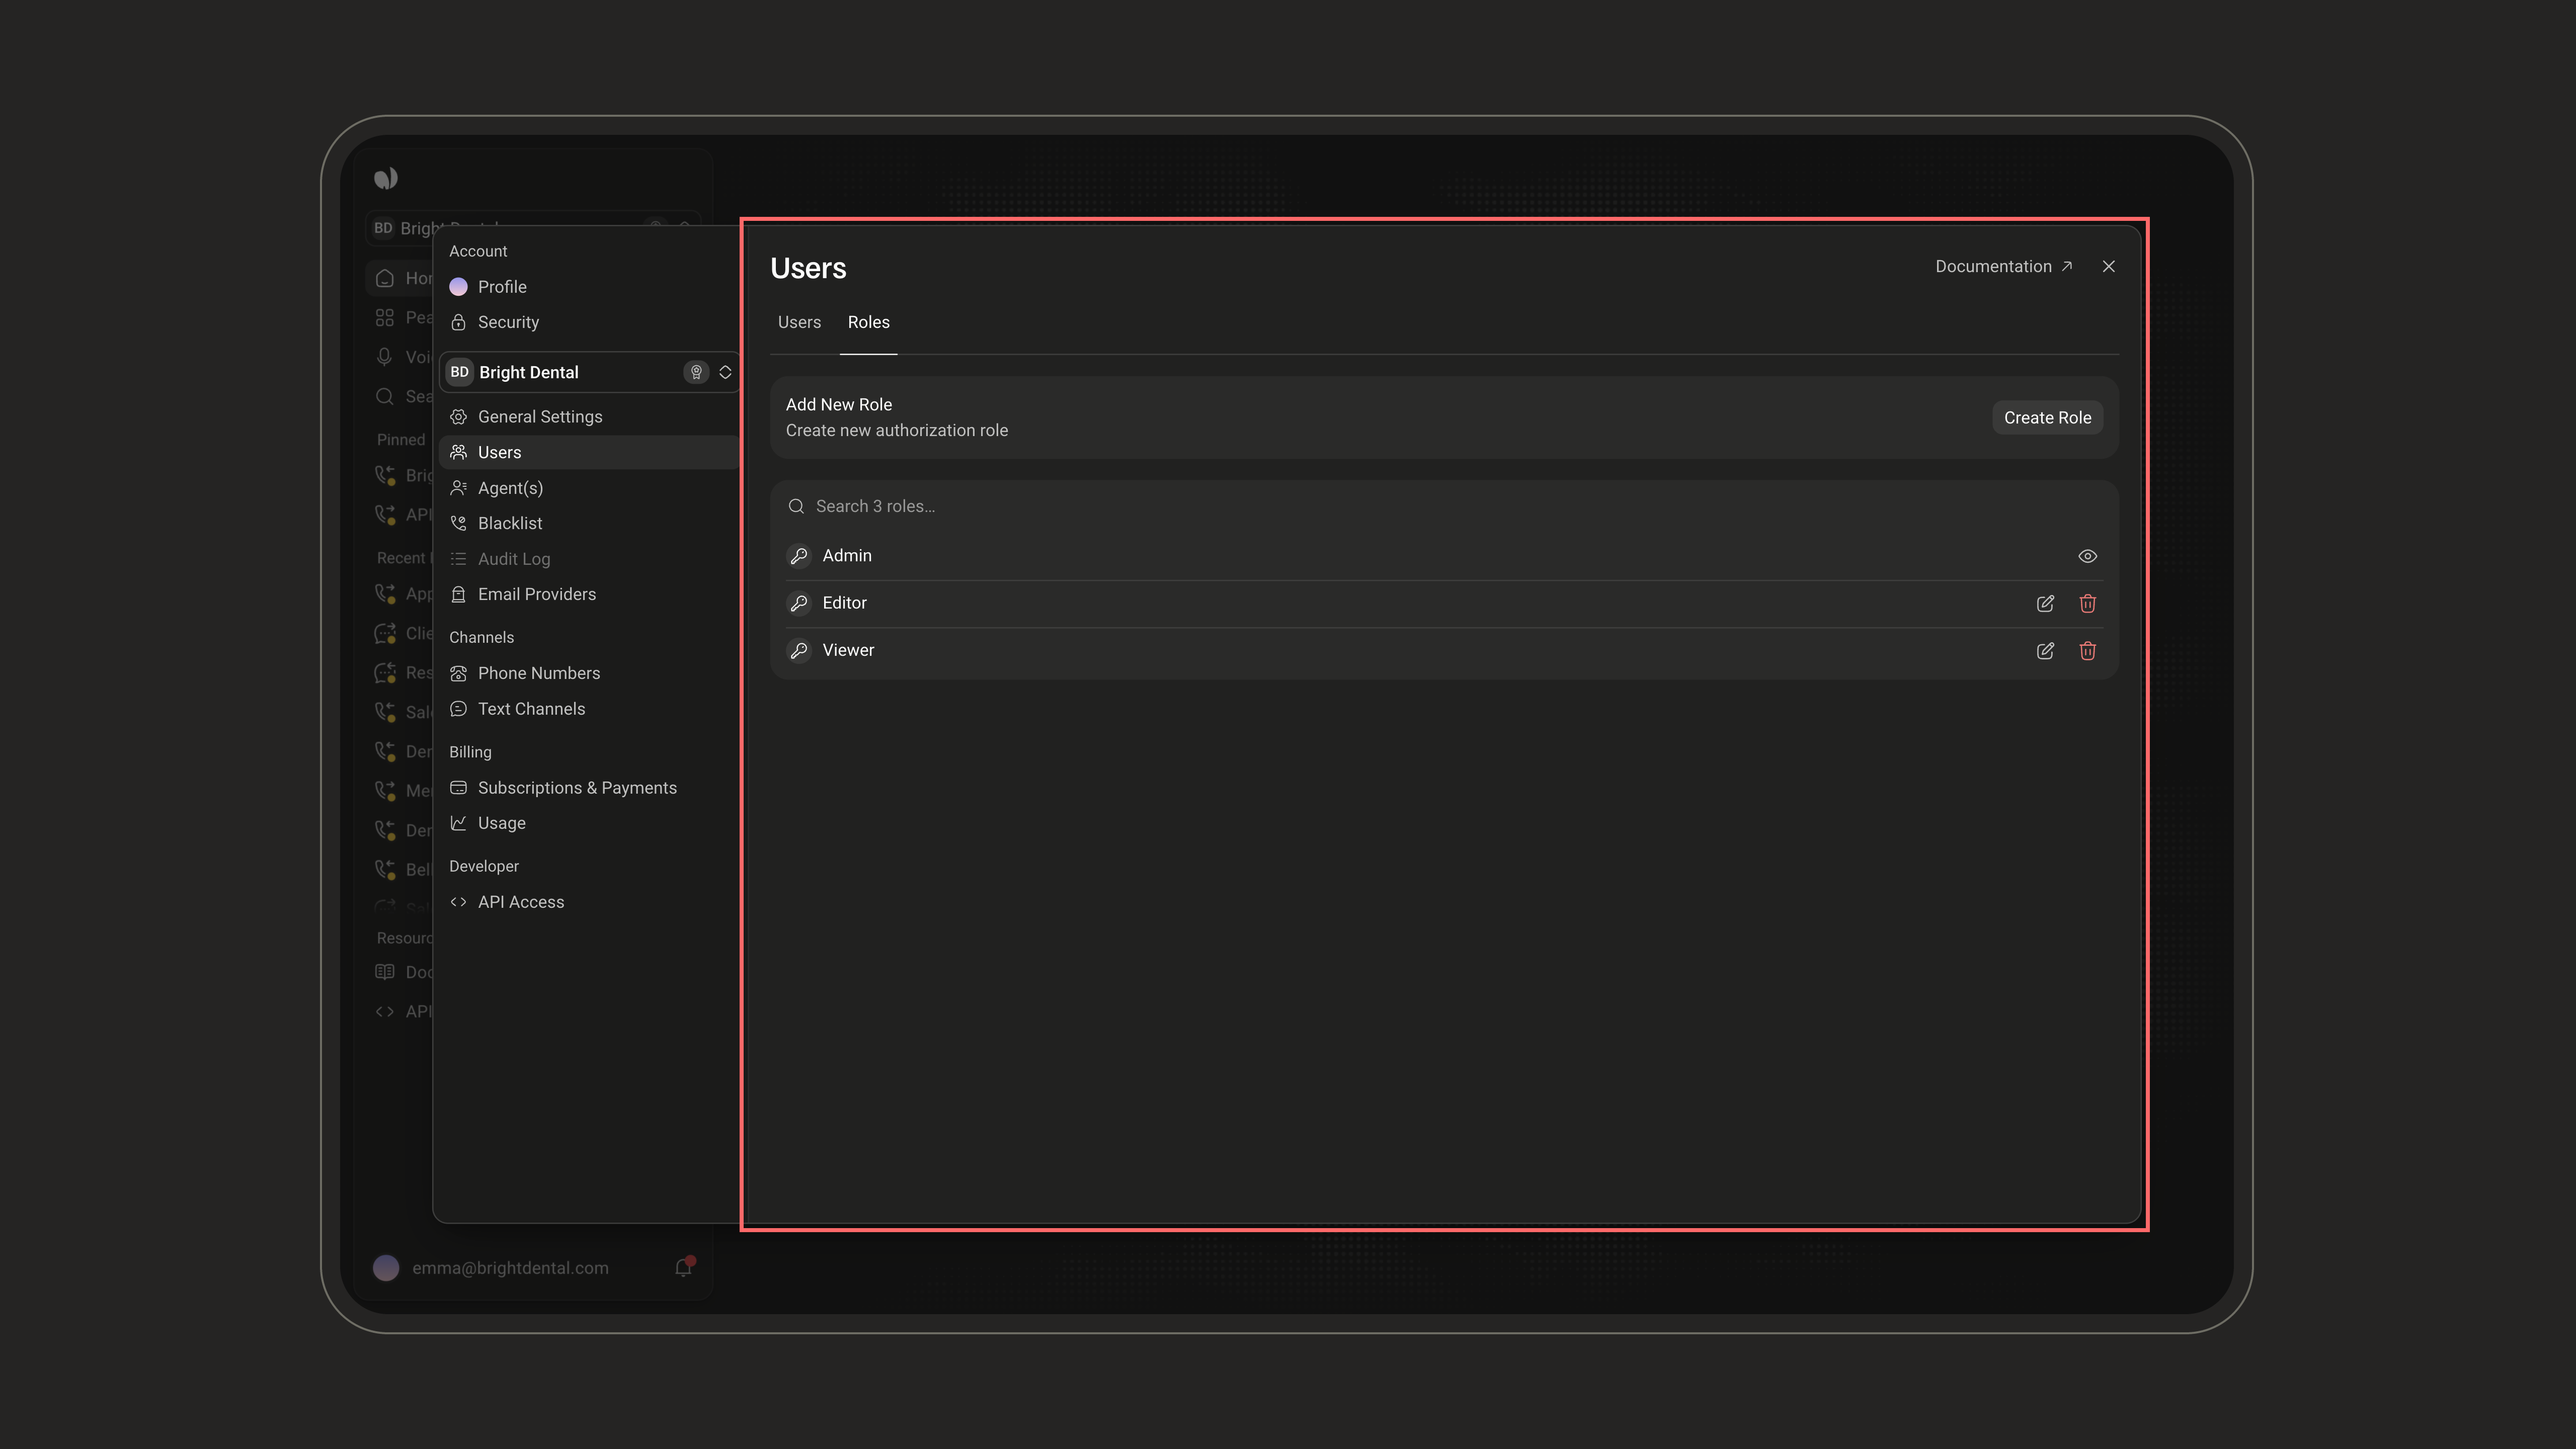 BD
Account
Profile
Security
BD Bright Dental
General Settings
Users
Agent(s)
Blacklist
Audit Log
Email Providers
Channels
Phone Numbers
Text Channels
Billing
Subscriptions & Payments
Usage
Developer
API Access
Pinned
API
API
emma@brightdental.com
Users
Documentation
Users Roles
Add New Role
Create new authorization role
Create Role
Search 3 roles...
Admin
Editor
Viewer